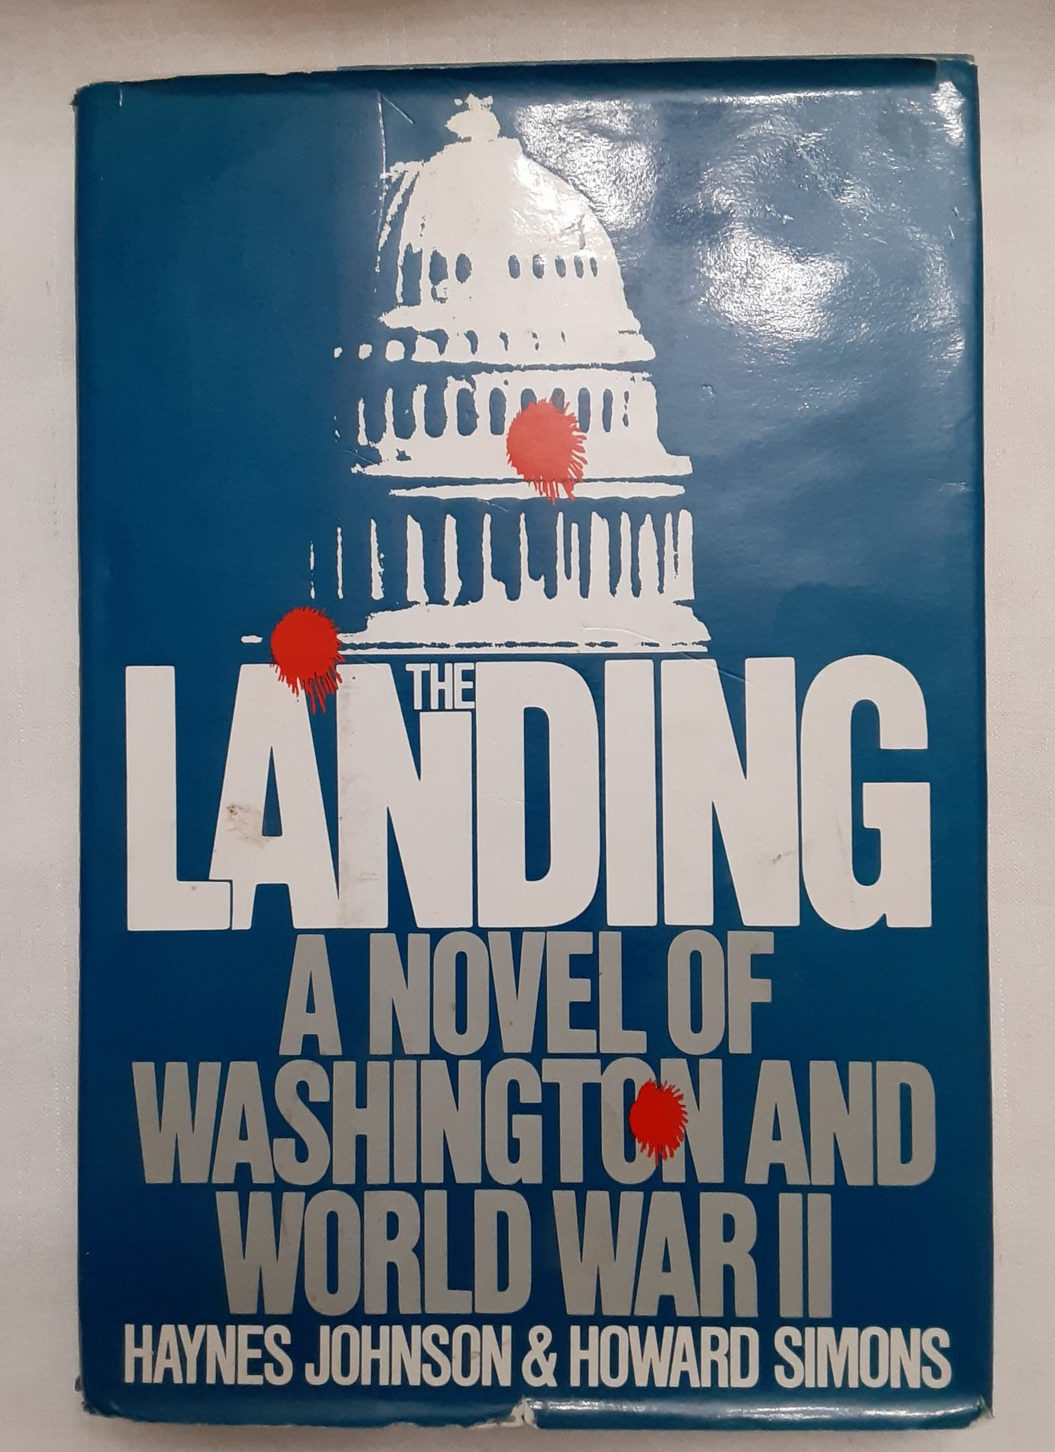 THE
LANDING
A NOVEL OF
WASHINGTON AND
WORLD WAR II
HAYNES JOHNSON & HOWARD SIMONS